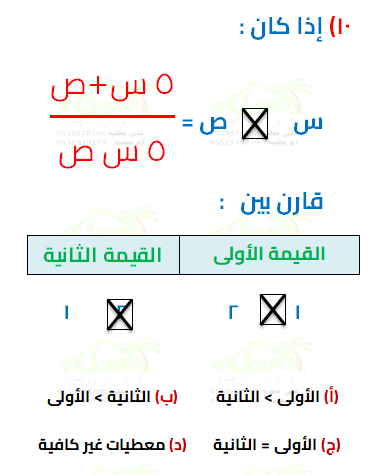 ١٠) إذا كان :
س ☒ ص = ٥ س+ص / ٥ س ص
قارن بين :
القيمة الأولى القيمة الثانية
١ ☒ ٢ ☒ ١
(أ) الأولى > الثانية (ب) الثانية > الأولى
(ج) الأولى = الثانية (د) معطيات غير كافية